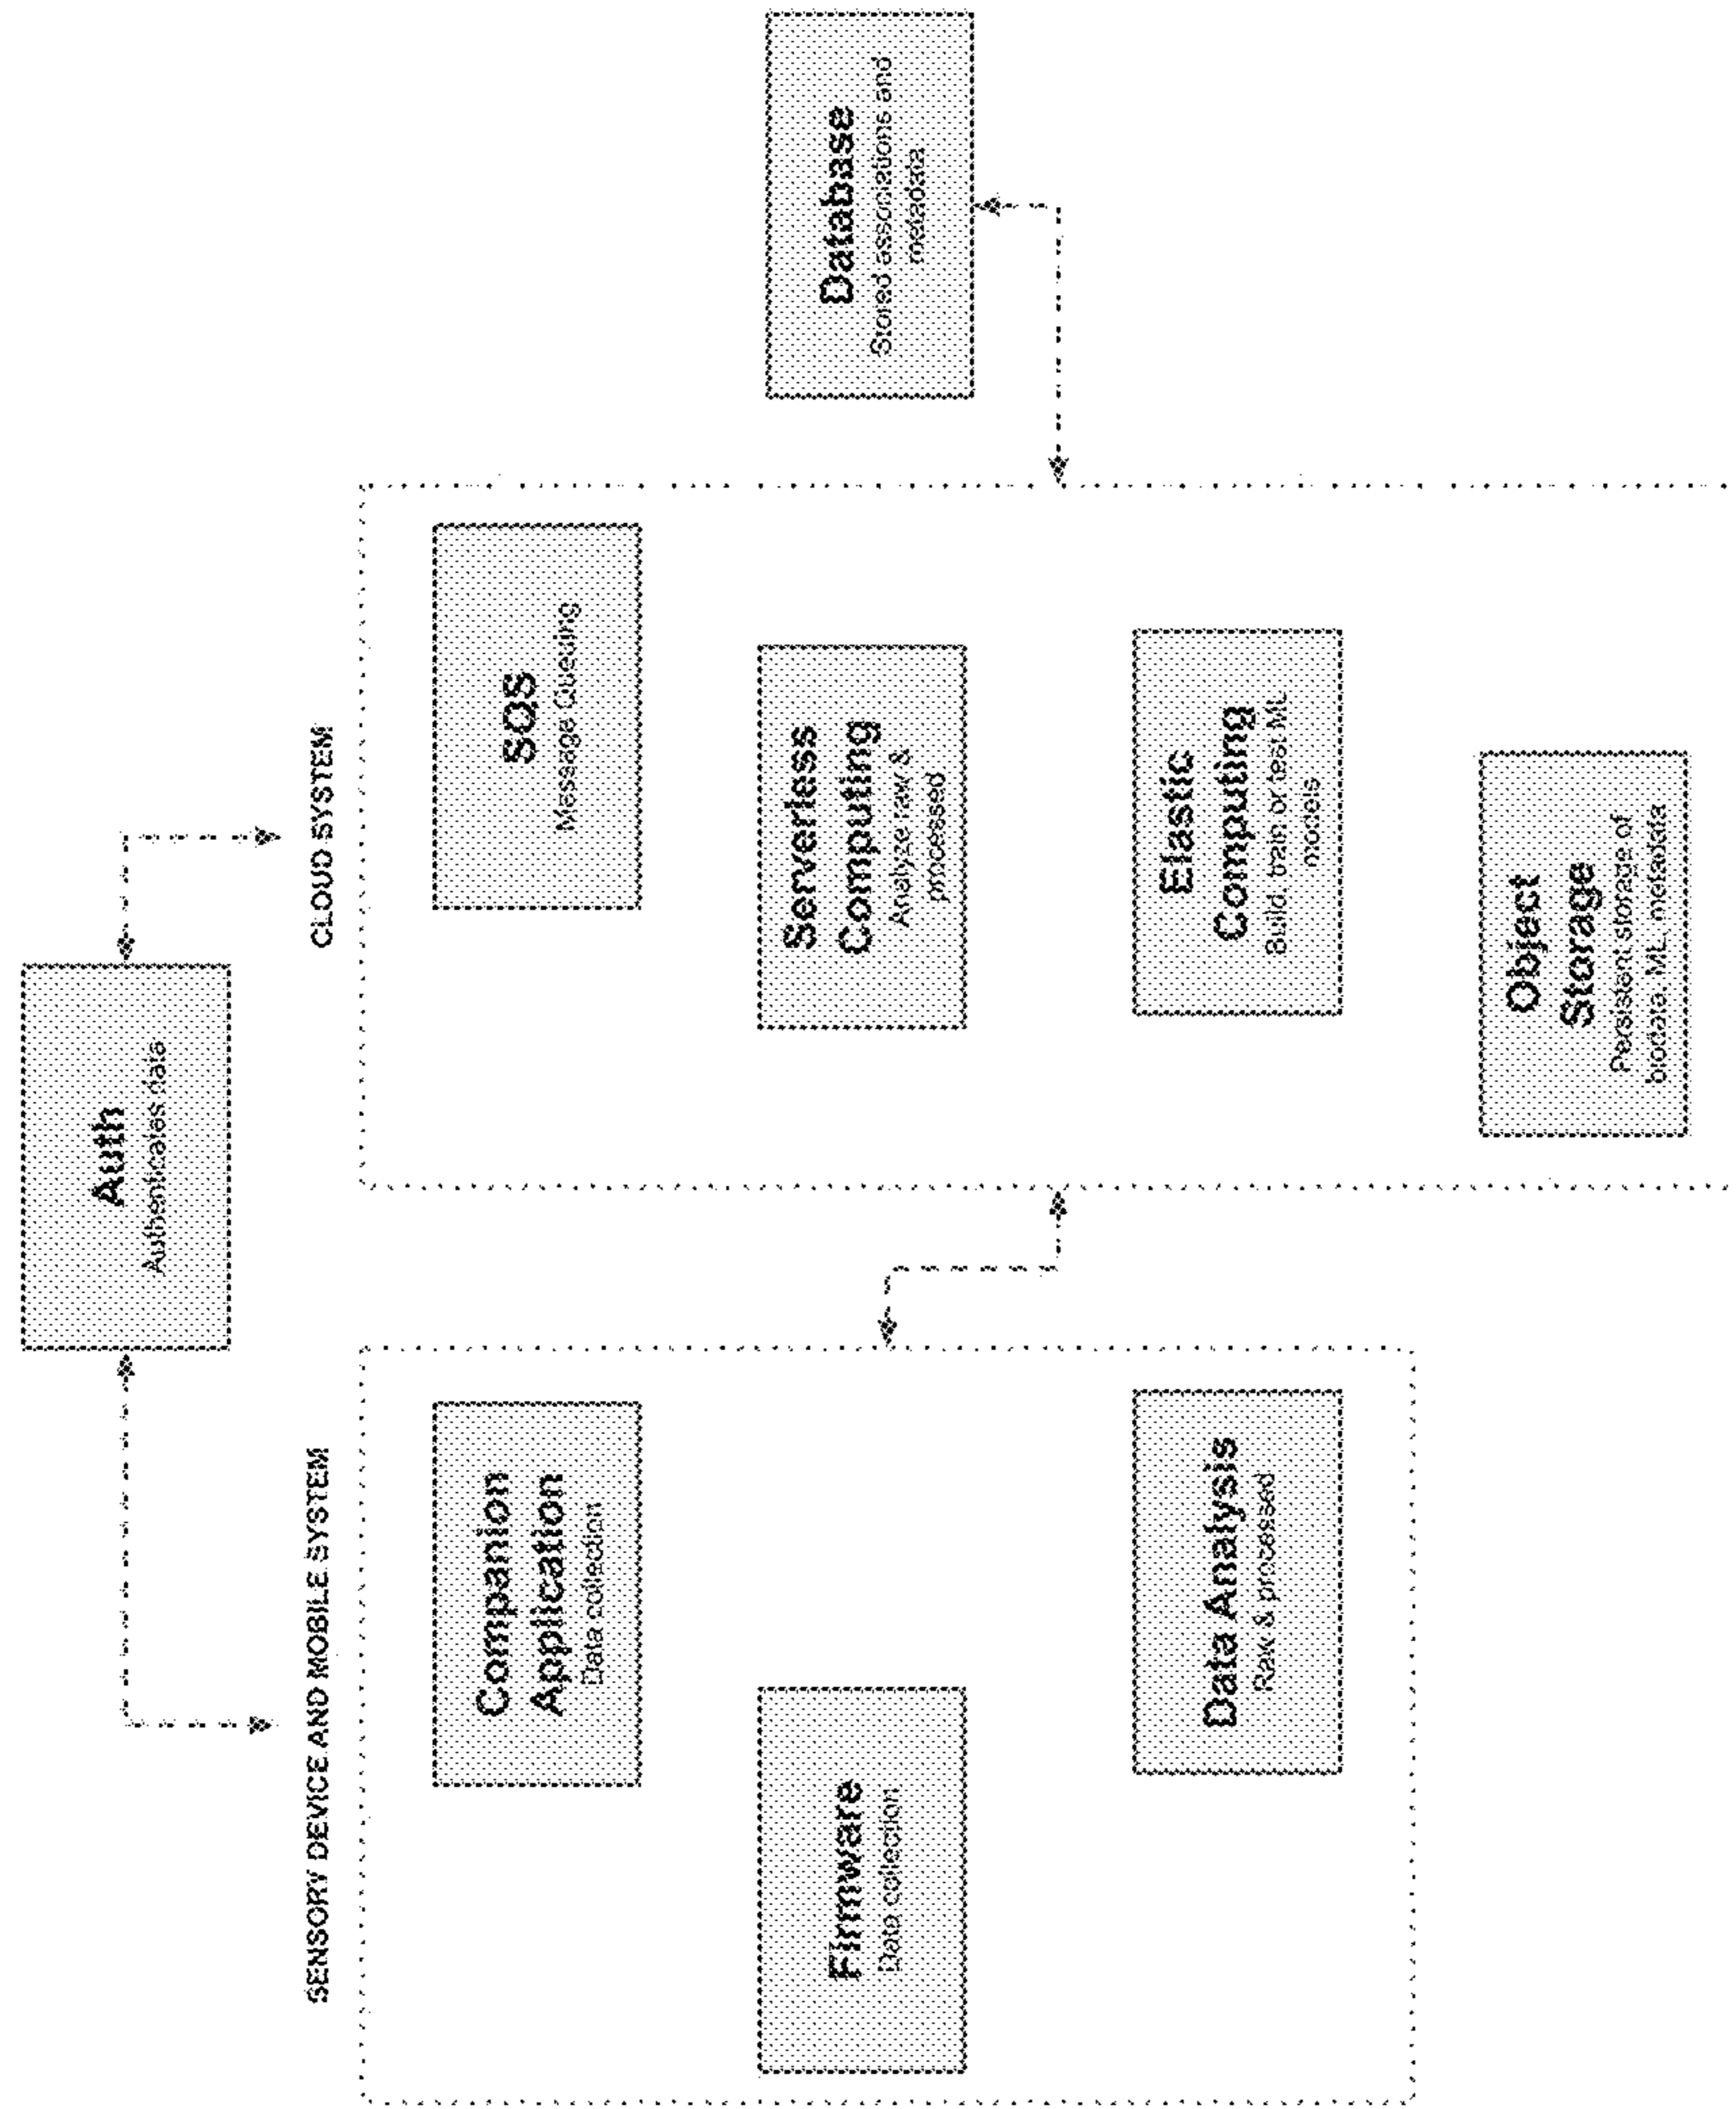 Auth
Authenticates data
SENSORY DEVICE AND MOBILE SYSTEM
Companion
Application
Data collection
Firmware
Data collection
Data Analysis
Raw & processed
CLOUD SYSTEM
SQS
Message Queuing
Serverless
Computing
Analyze raw &
processed
Elastic
Computing
Build, train or test ML
models
Object
Storage
Persistent storage of
biodata, ML, metadata
Database
Stored associations and
metadata